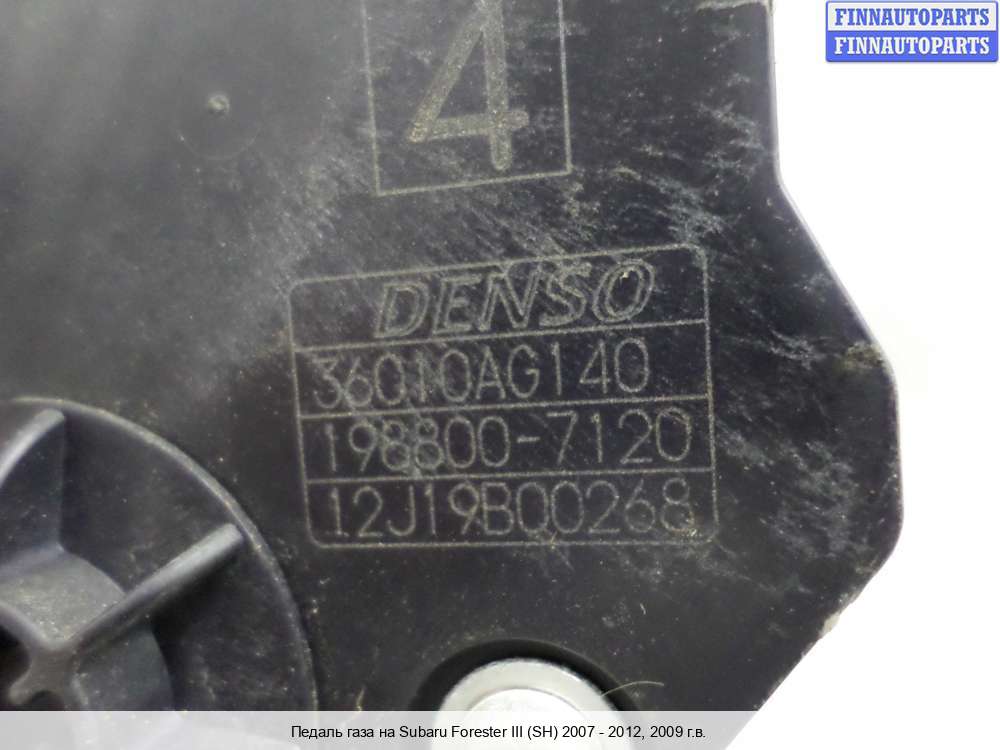 FINNAUTOPARTS
FINNAUTOPARTS
4
DENSO
36010AG140
198800-7120
12J19B00268
Педаль газа на Subaru Forester III (SH) 2007 - 2012, 2009 г.в.